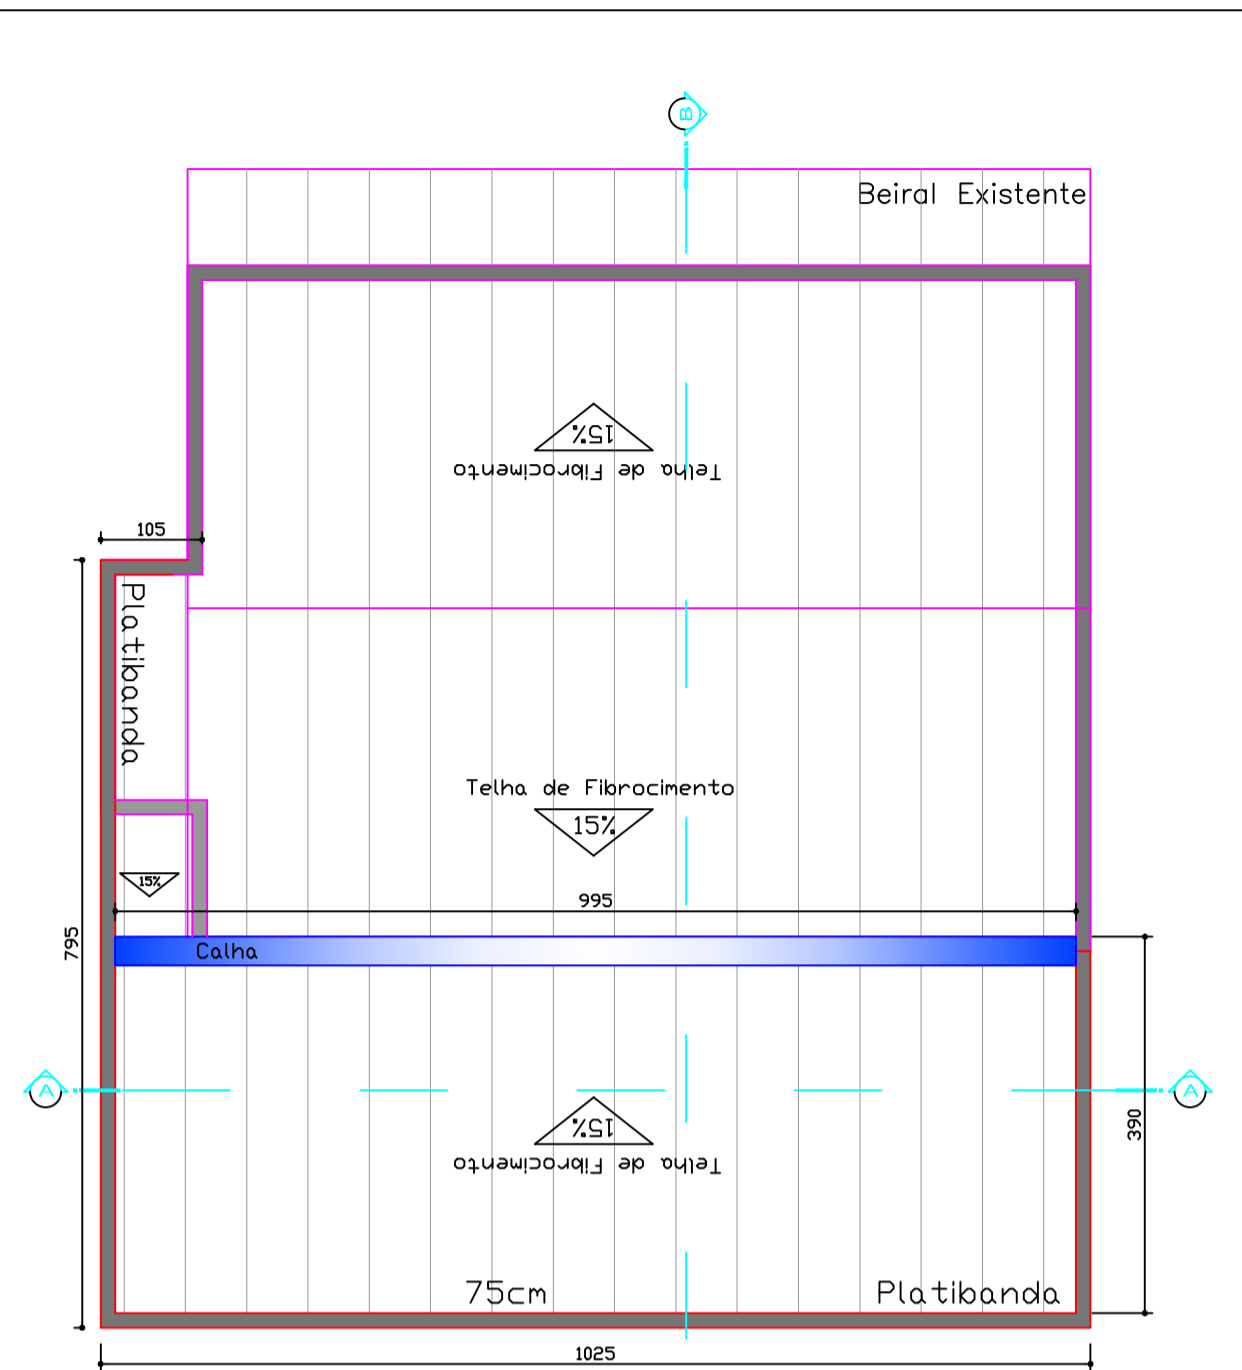 B
Beiral Existente
15%
Telha de Fibrocimento
105
Platibanda
Telha de Fibrocimento
15%
15%
995
795
Calha
A
A
390
15%
Telha de Fibrocimento
75cm
Platibanda
1025